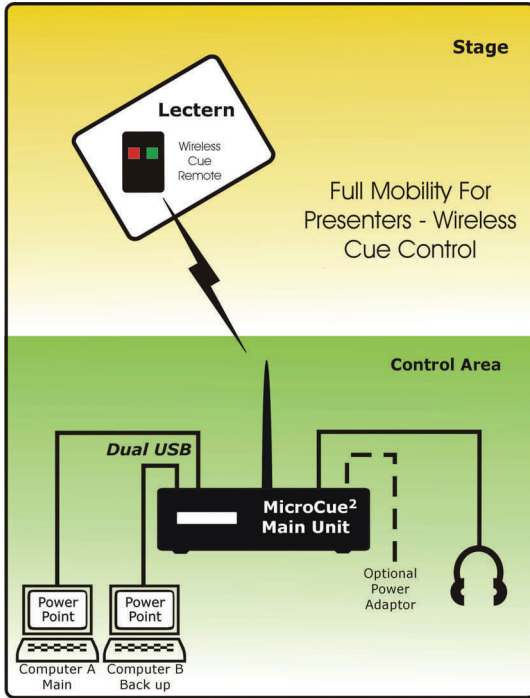 Stage
Lectern
Wireless
Cue
Remote
Full Mobility For
Presenters - Wireless
Cue Control
Control Area
Dual USB
MicroCue²
Main Unit
Optional
Power
Adaptor
Power
Point
Power
Point
Computer A
Main
Computer B
Back up